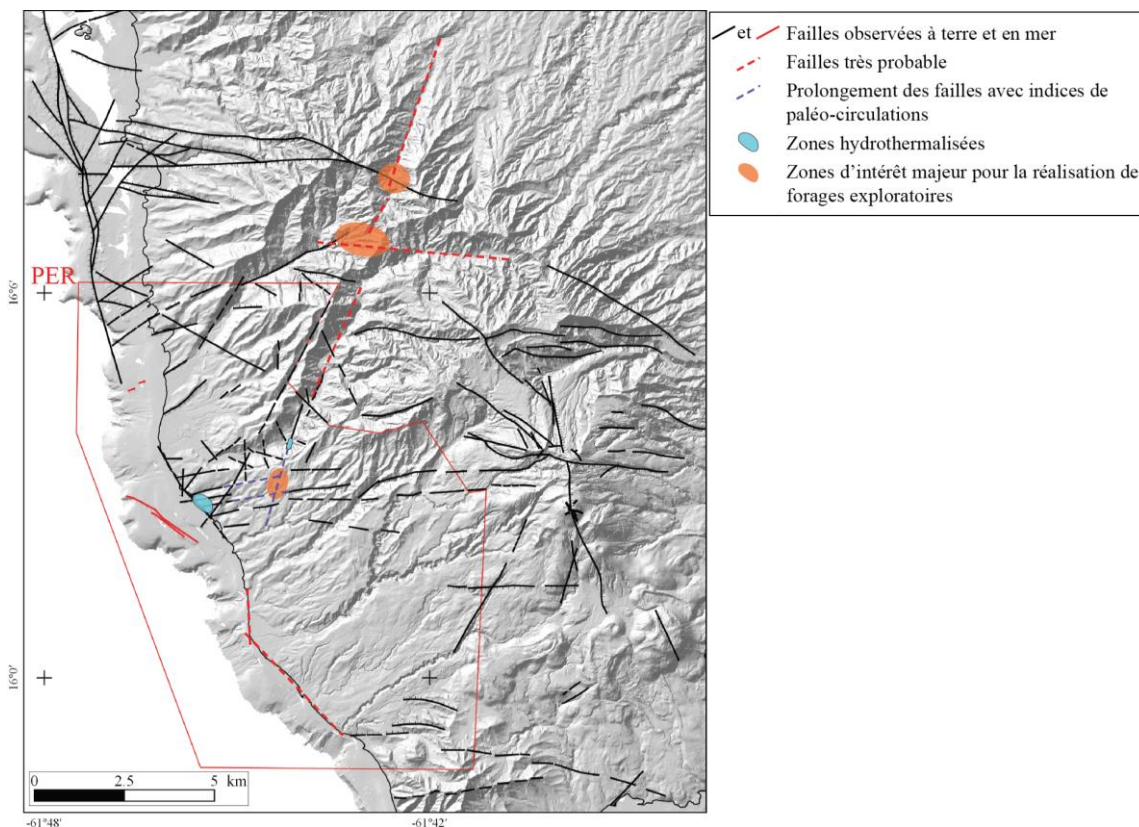 et Failles observées à terre et en mer
Failles très probable
Prolongement des failles avec indices de
paléo-circulations
Zones hydrothermalisées
Zones d'intérêt majeur pour la réalisation de
forages exploratoires
PER
16°6'
16°0'
0 2.5 5 km
-61°48' -61°42'